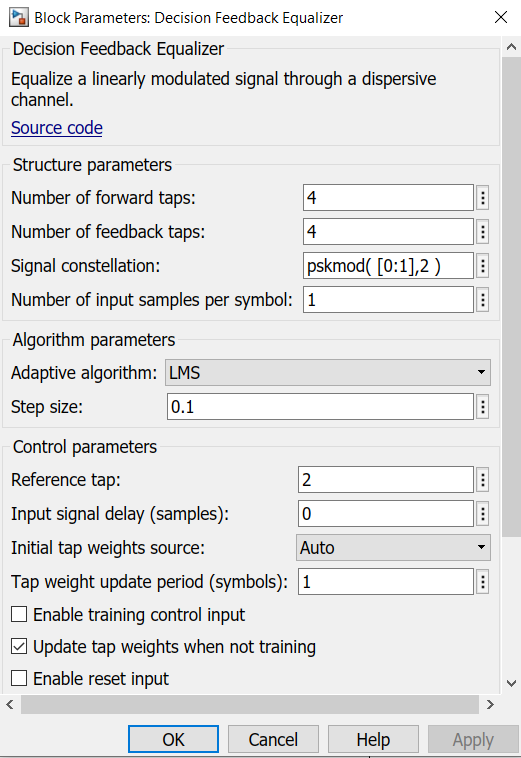 Block Parameters: Decision Feedback Equalizer
Decision Feedback Equalizer
Equalize a linearly modulated signal through a dispersive
channel.
Source code
Structure parameters
Number of forward taps: 4
Number of feedback taps: 4
Signal constellation: pskmod( [0:1],2 )
Number of input samples per symbol: 1
Algorithm parameters
Adaptive algorithm: LMS
Step size: 0.1
Control parameters
Reference tap: 2
Input signal delay (samples): 0
Initial tap weights source: Auto
Tap weight update period (symbols): 1
Enable training control input
Update tap weights when not training
Enable reset input
OK Cancel Help Apply